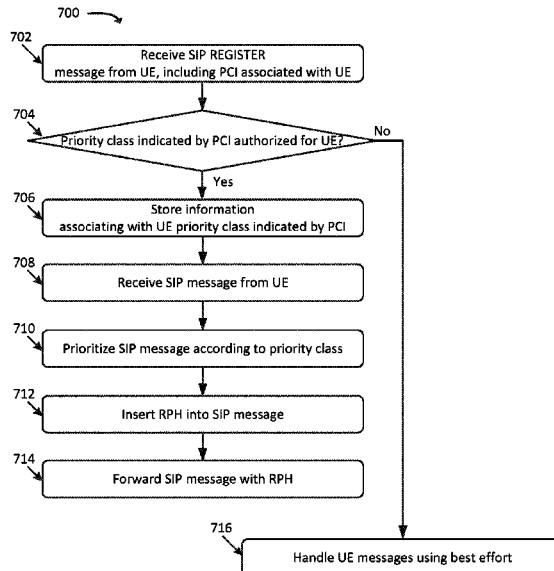 700
702
Receive SIP REGISTER
message from UE, including PCI associated with UE
704
Priority class indicated by PCI authorized for UE?
No
Yes
706
Store information
associating with UE priority class indicated by PCI
708
Receive SIP message from UE
710
Prioritize SIP message according to priority class
712
Insert RPH into SIP message
714
Forward SIP message with RPH
716
Handle UE messages using best effort